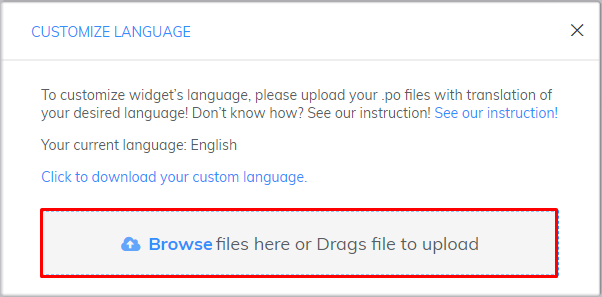 CUSTOMIZE LANGUAGE
To customize widget's language, please upload your .po files with translation
of your desired language! Don't know how? See our instruction! See our instruction!
Your current language: English
Click to download your custom language.
Browse files here or Drags file to upload